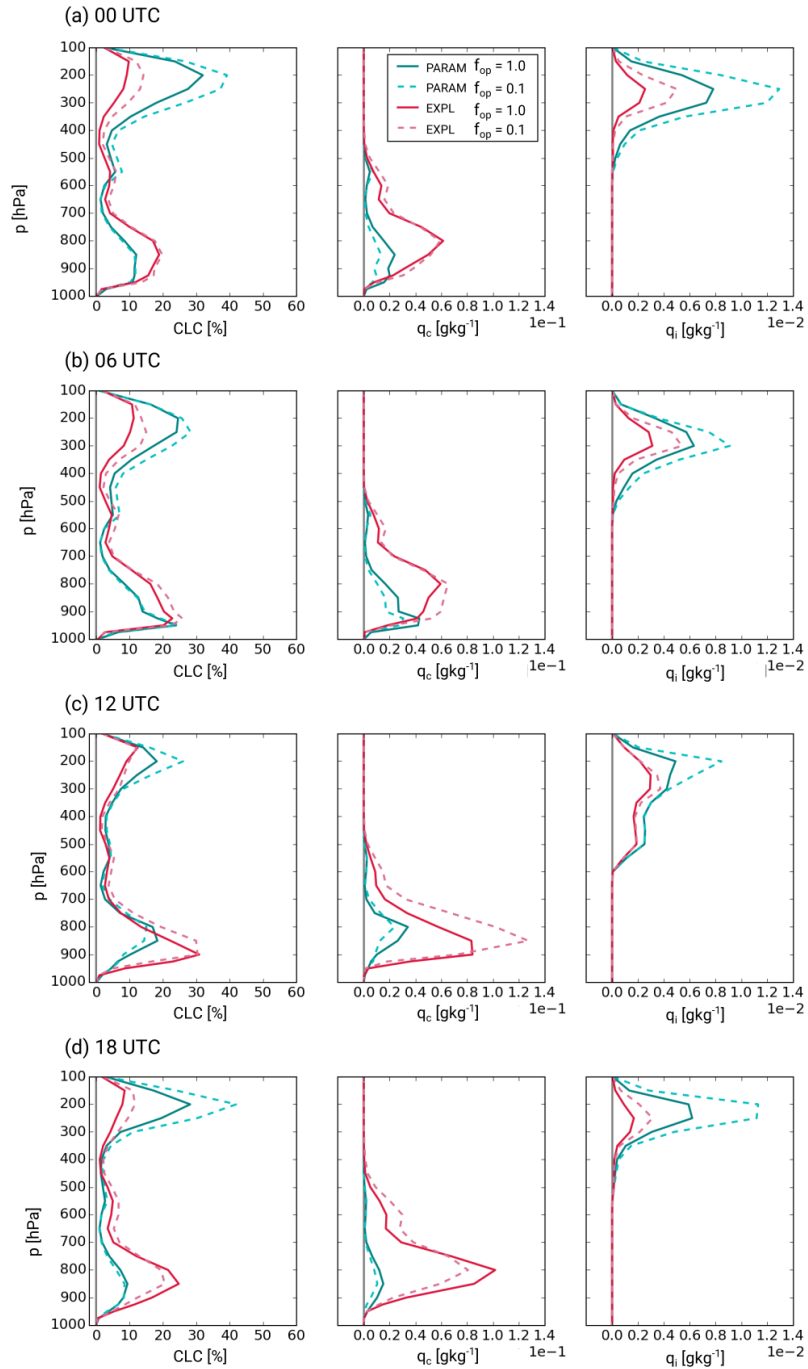 (a) 00 UTC
100
200
300
400
500
600
700
800
900
1000
p [hPa]
0 10 20 30 40 50 60
CLC [%]
PARAM f_op = 1.0
PARAM f_op = 0.1
EXPL f_op = 1.0
EXPL f_op = 0.1
0.0 0.2 0.4 0.6 0.8 1.0 1.2 1.4
q_c [gkg⁻¹] 1e−1
0.0 0.2 0.4 0.6 0.8 1.0 1.2 1.4
q_i [gkg⁻¹] 1e−2
(b) 06 UTC
100
200
300
400
500
600
700
800
900
1000
p [hPa]
0 10 20 30 40 50 60
CLC [%]
0.0 0.2 0.4 0.6 0.8 1.0 1.2 1.4
q_c [gkg⁻¹] 1e−1
0.0 0.2 0.4 0.6 0.8 1.0 1.2 1.4
q_i [gkg⁻¹] 1e−2
(c) 12 UTC
100
200
300
400
500
600
700
800
900
1000
p [hPa]
0 10 20 30 40 50 60
CLC [%]
0.0 0.2 0.4 0.6 0.8 1.0 1.2 1.4
q_c [gkg⁻¹] 1e−1
0.0 0.2 0.4 0.6 0.8 1.0 1.2 1.4
q_i [gkg⁻¹] 1e−2
(d) 18 UTC
100
200
300
400
500
600
700
800
900
1000
p [hPa]
0 10 20 30 40 50 60
CLC [%]
0.0 0.2 0.4 0.6 0.8 1.0 1.2 1.4
q_c [gkg⁻¹] 1e−1
0.0 0.2 0.4 0.6 0.8 1.0 1.2 1.4
q_i [gkg⁻¹] 1e−2